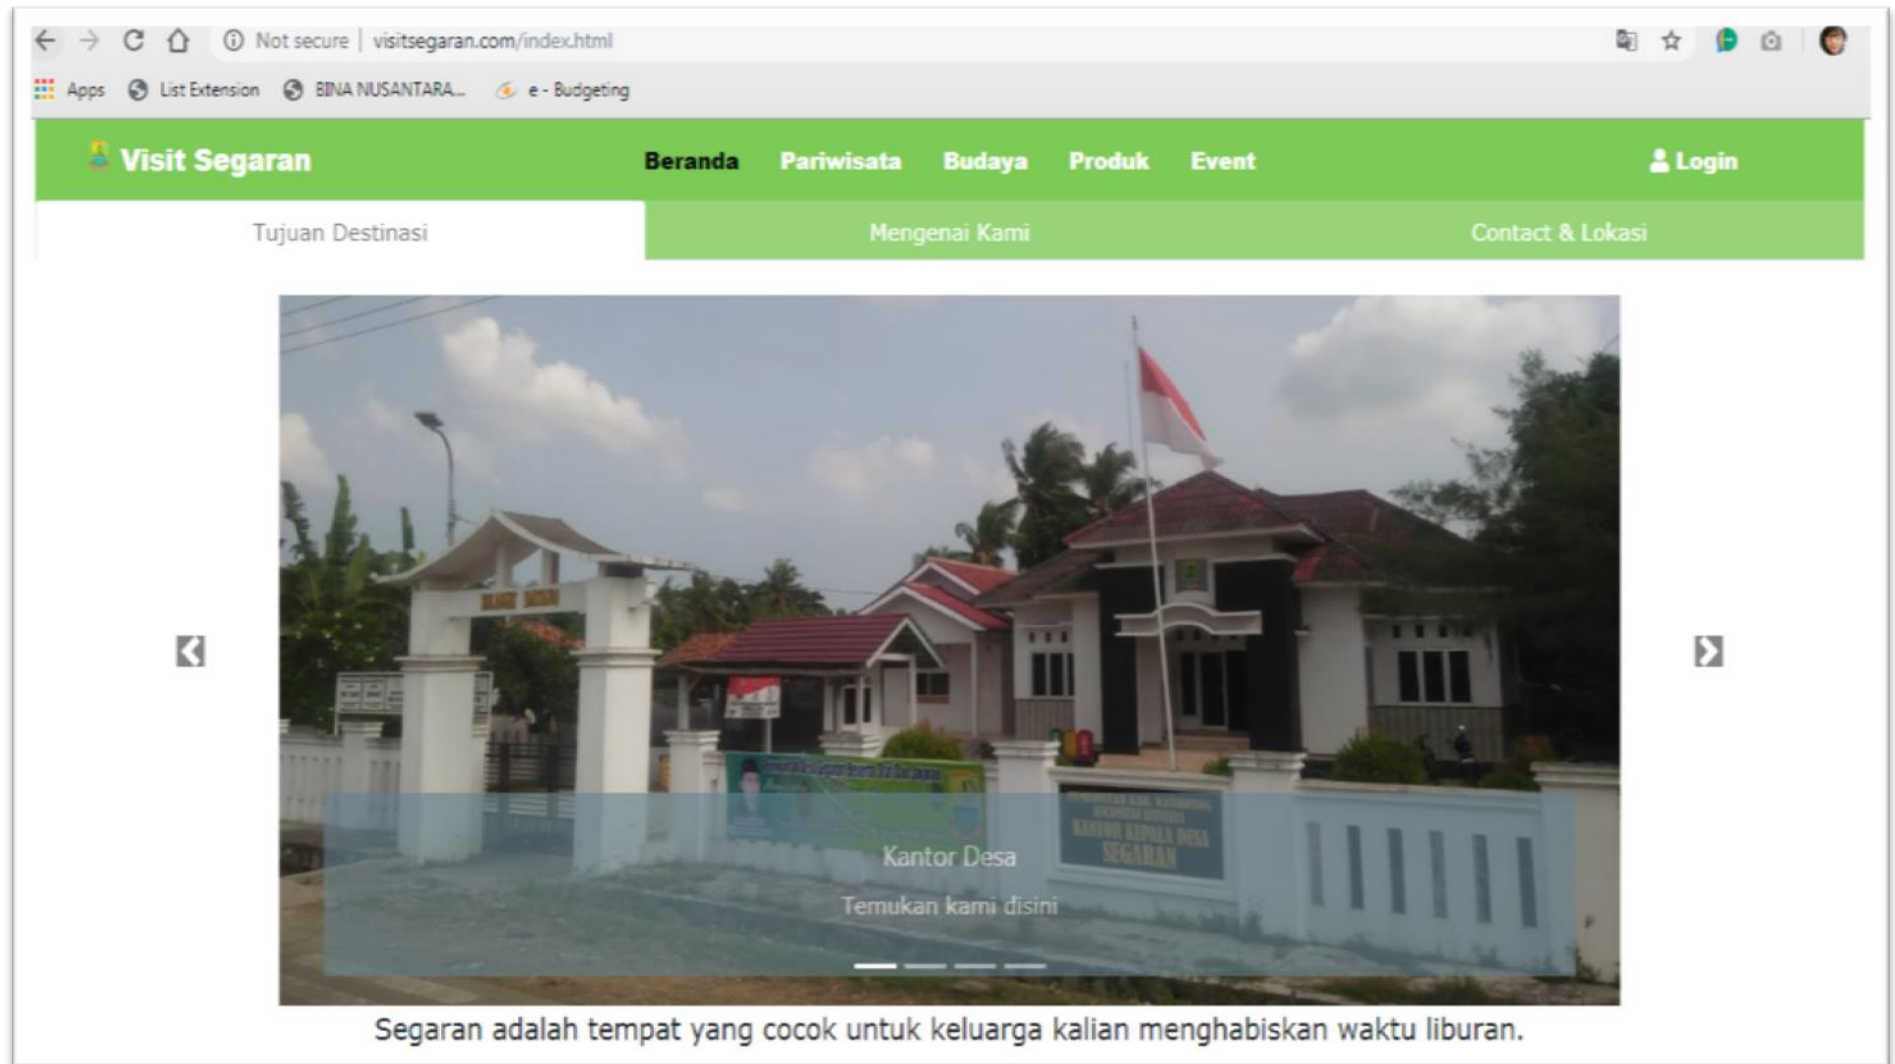 Not secure | visitsegaran.com/index.html
Apps List Extension BINA NUSANTARA... e - Budgeting
Visit Segaran Beranda Pariwisata Budaya Produk Event Login
Tujuan Destinasi Mengenai Kami Contact & Lokasi
KANTOR KEPALA DESA
SEGARAN
Kantor Desa
Temukan kami disini
Segaran adalah tempat yang cocok untuk keluarga kalian menghabiskan waktu liburan.